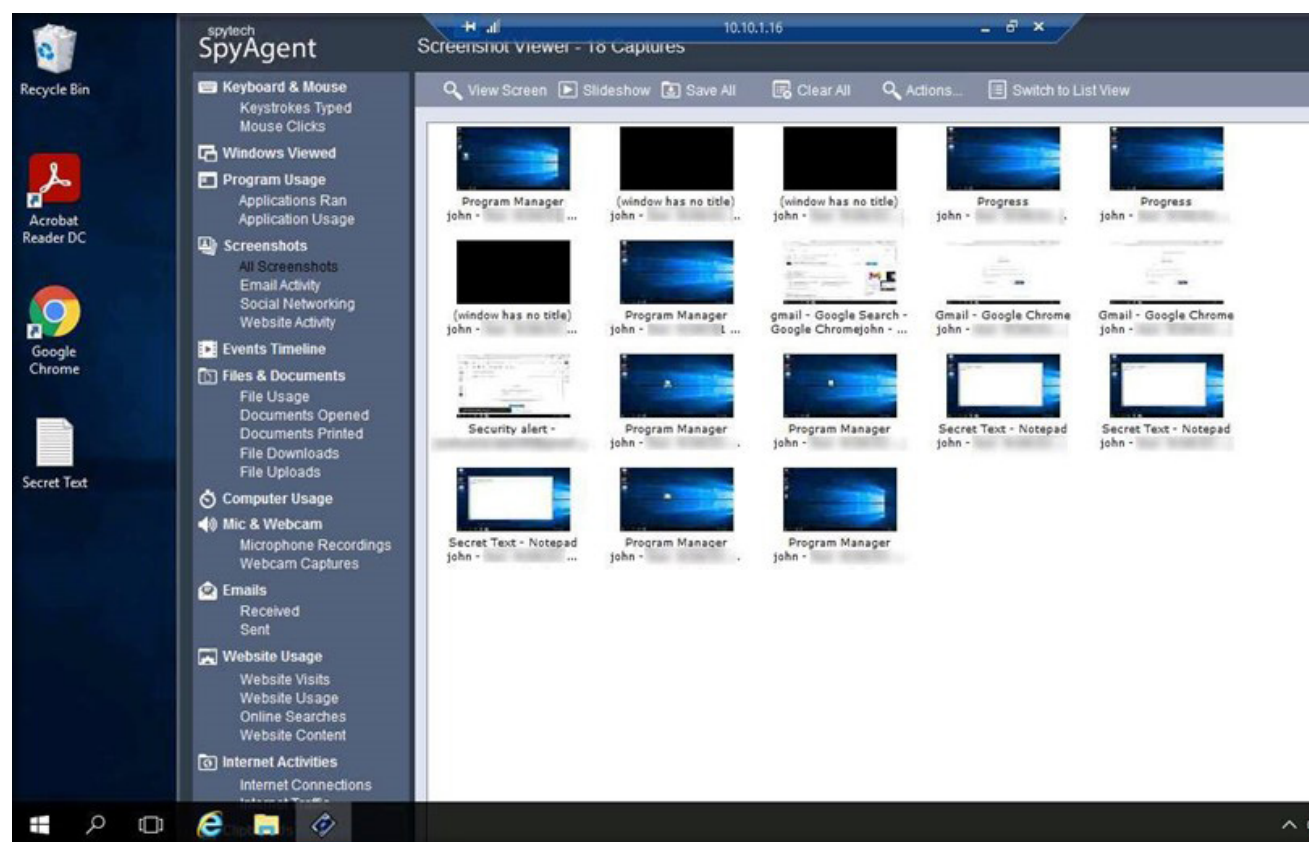 Recycle Bin
Acrobat
Reader DC
Google
Chrome
Secret Text
spytech
SpyAgent
10.10.1.16
Screenshot Viewer - 18 Captures
View Screen Slideshow Save All Clear All Actions... Switch to List View
Keyboard & Mouse
Keystrokes Typed
Mouse Clicks
Windows Viewed
Program Usage
Applications Ran
Application Usage
Screenshots
All Screenshots
Email Activity
Social Networking
Website Activity
Events Timeline
Files & Documents
File Usage
Documents Opened
Documents Printed
File Downloads
File Uploads
Computer Usage
Mic & Webcam
Microphone Recordings
Webcam Captures
Emails
Received
Sent
Website Usage
Website Visits
Website Usage
Online Searches
Website Content
Internet Activities
Internet Connections
Internet Traffic
Program Manager (window has no title) (window has no title) Progress Progress
john - ... john - .. john - john - . john -
(window has no title) Program Manager gmail - Google Search - Gmail - Google Chrome Gmail - Google Chrome
john - ... john - ... Google Chromejohn - ... john - john -
Security alert - Program Manager Program Manager Secret Text - Notepad Secret Text - Notepad
john - . john - john - john -
Secret Text - Notepad Program Manager Program Manager
john - ... john - . john -